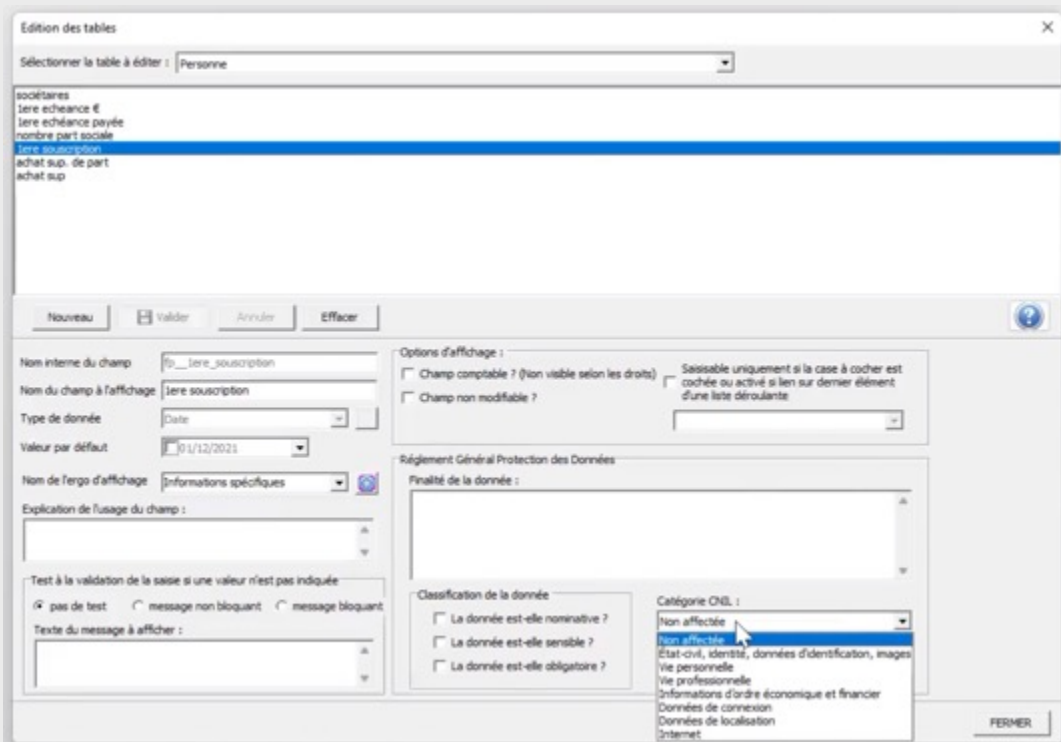 Edition des tables
Sélectionner la table à éditer : Personne
sociétaires
1ere echeance €
1ere echéance payée
nombre part sociale
1ere souscription
achat sup. de part
achat sup
Nouveau Valider Annuler Effacer
Nom interne du champ fp__1ere_souscription
Nom du champ à l'affichage 1ere souscription
Type de donnée Date
Valeur par défaut 01/12/2021
Nom de l'ergo d'affichage Informations spécifiques
Explication de l'usage du champ :
Test à la validation de la saisie si une valeur n'est pas indiquée
pas de test message non bloquant message bloquant
Texte du message à afficher :
Options d'affichage :
Champ comptable ? (Non visible selon les droits)
Champ non modifiable ?
Saisisable uniquement si la case à cocher est
cochée ou activé si lien sur dernier élément
d'une liste déroulante
Réglement Général Protection des Données
Finalité de la donnée :
Classification de la donnée
La donnée est-elle nominative ?
La donnée est-elle sensible ?
La donnée est-elle obligatoire ?
Catégorie CNIL :
Non affectée
Non affectée
Etat-civil, identité, données d'identification, images
Vie personnelle
Vie professionnelle
Informations d'ordre économique et financier
Données de connexion
Données de localisation
Internet
FERMER